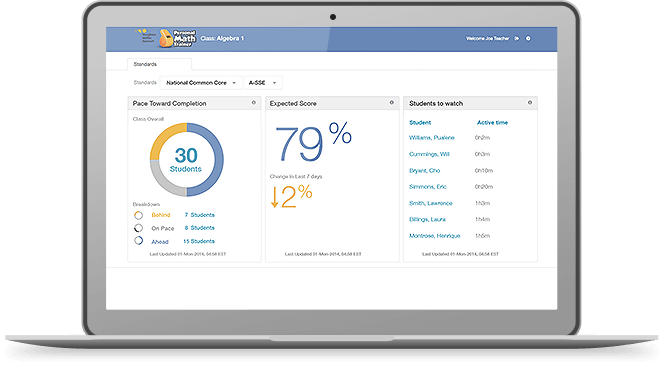 Personal
Math
Trainer
Class: Algebra 1
Welcome Joe Teacher
Standards
Standards National Common Core A-SSE
Pace Toward Completion
Class Overall
30
Students
Breakdown
Behind 7 Students
On Pace 8 Students
Ahead 15 Students
Last Updated 01-Mon-2014, 04:58 EST
Expected Score
79%
Change in Last 7 days
↓2%
Last Updated 01-Mon-2014, 04:58 EST
Students to watch
Student Active time
Williams, Pualene 0h2m
Cummings, Will 0h3m
Bryant, Cho 0h10m
Simmons, Eric 0h20m
Smith, Lawrence 1h3m
Billings, Laura 1h4m
Montrose, Henrique 1h5m
Last Updated 01-Mon-2014, 04:58 EST